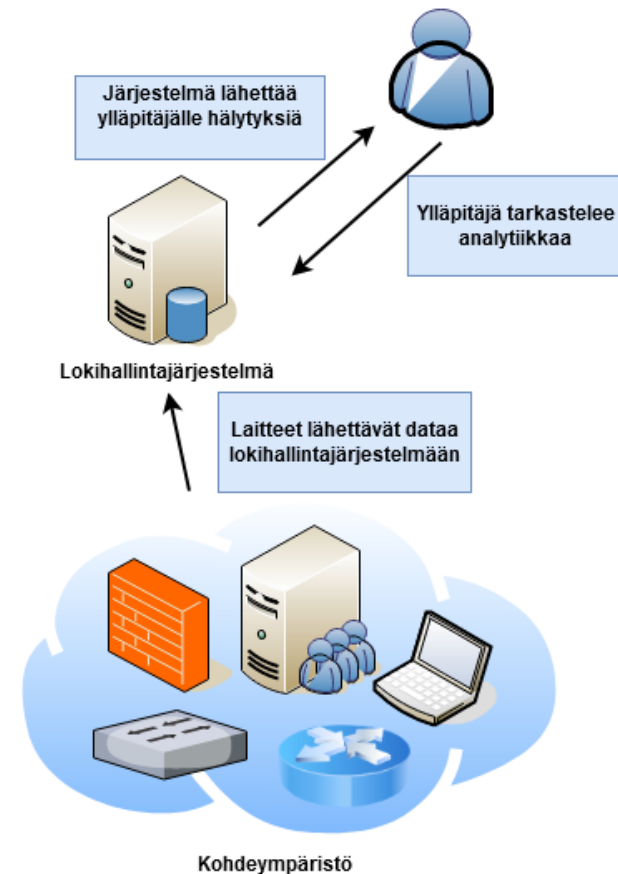 Järjestelmä lähettää
ylläpitäjälle hälytyksiä
Ylläpitäjä tarkastelee
analytiikkaa
Lokihallintajärjestelmä
Laitteet lähettävät dataa
lokihallintajärjestelmään
Kohdeympäristö